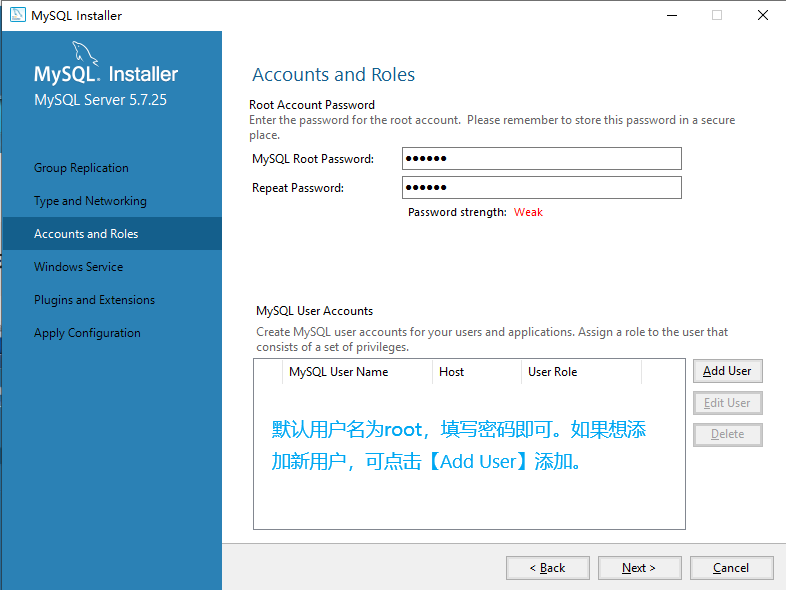 MySQL Installer
MySQL. Installer
MySQL Server 5.7.25
Group Replication
Type and Networking
Accounts and Roles
Windows Service
Plugins and Extensions
Apply Configuration
Accounts and Roles
Root Account Password
Enter the password for the root account. Please remember to store this password in a secure
place.
MySQL Root Password: ●●●●●●
Repeat Password: ●●●●●●
Password strength: Weak
MySQL User Accounts
Create MySQL user accounts for your users and applications. Assign a role to the user that
consists of a set of privileges.
MySQL User Name Host User Role
默认用户名为root，填写密码即可。如果想添
加新用户，可点击【Add User】添加。
Add User
Edit User
Delete
< Back Next > Cancel